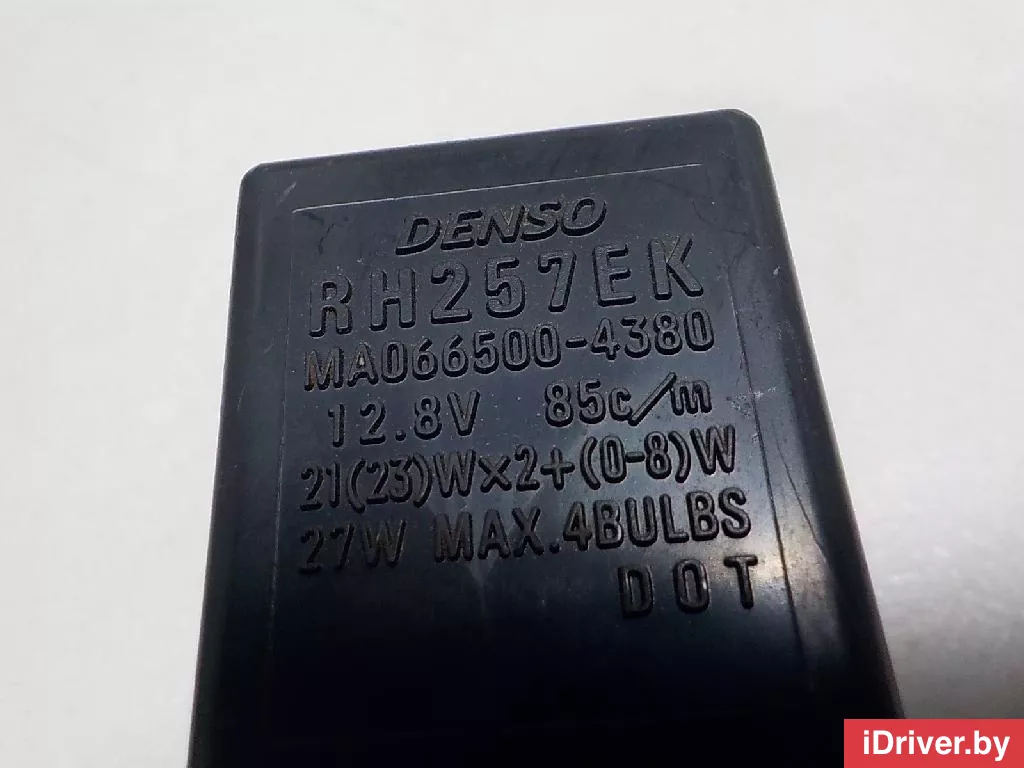 DENSO
RH257EK
MA066500-4380
12.8V 85c/m
21(23)W×2+(0-8)W
27W MAX.4BULBS
DOT
iDriver.by